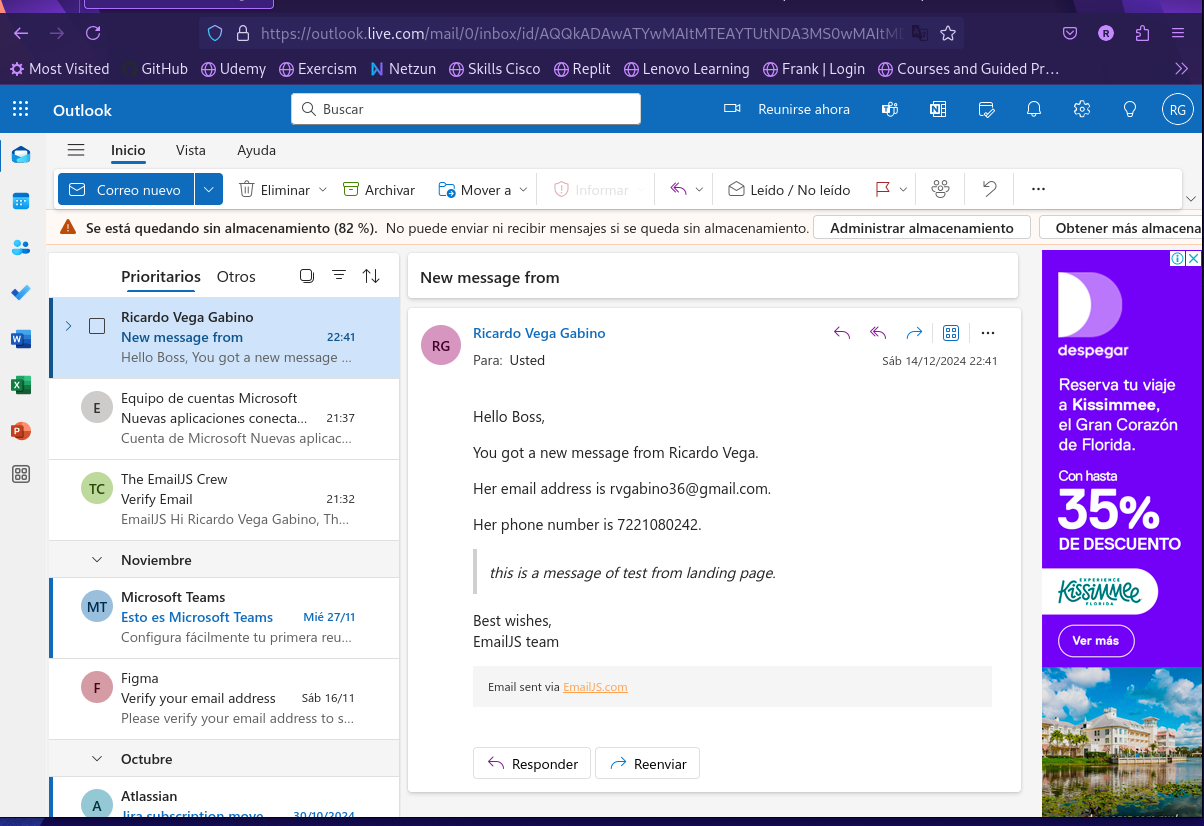 https://outlook.live.com/mail/0/inbox/id/AQQkADAwATYwMAItMTEAYTUtNDA3MS0wMAItMD
R
Most Visited GitHub Udemy Exercism Netzun Skills Cisco Replit Lenovo Learning Frank | Login Courses and Guided Pr…
Outlook
Buscar
Reunirse ahora
RG
Inicio Vista Ayuda
Correo nuevo Eliminar Archivar Mover a Informar Leído / No leído
Se está quedando sin almacenamiento (82 %). No puede enviar ni recibir mensajes si se queda sin almacenamiento. Administrar almacenamiento Obtener más almacena
Prioritarios Otros
Ricardo Vega Gabino
New message from 22:41
Hello Boss, You got a new message ...
E
Equipo de cuentas Microsoft
Nuevas aplicaciones conecta... 21:37
Cuenta de Microsoft Nuevas aplicac...
TC
The EmailJS Crew
Verify Email 21:32
EmailJS Hi Ricardo Vega Gabino, Th...
Noviembre
MT
Microsoft Teams
Esto es Microsoft Teams Mié 27/11
Configura fácilmente tu primera reu...
F
Figma
Verify your email address Sáb 16/11
Please verify your email address to s...
Octubre
A
Atlassian
Jira subscription move 30/10/2024
New message from
RG
Ricardo Vega Gabino
Para: Usted
Sáb 14/12/2024 22:41
Hello Boss,
You got a new message from Ricardo Vega.
Her email address is rvgabino36@gmail.com.
Her phone number is 7221080242.
this is a message of test from landing page.
Best wishes,
EmailJS team
Email sent via EmailJS.com
Responder Reenviar
despegar
Reserva tu viaje
a Kissimmee,
el Gran Corazón
de Florida.
Con hasta
35%
DE DESCUENTO
EXPERIENCE
Kissimmee
FLORIDA
Ver más